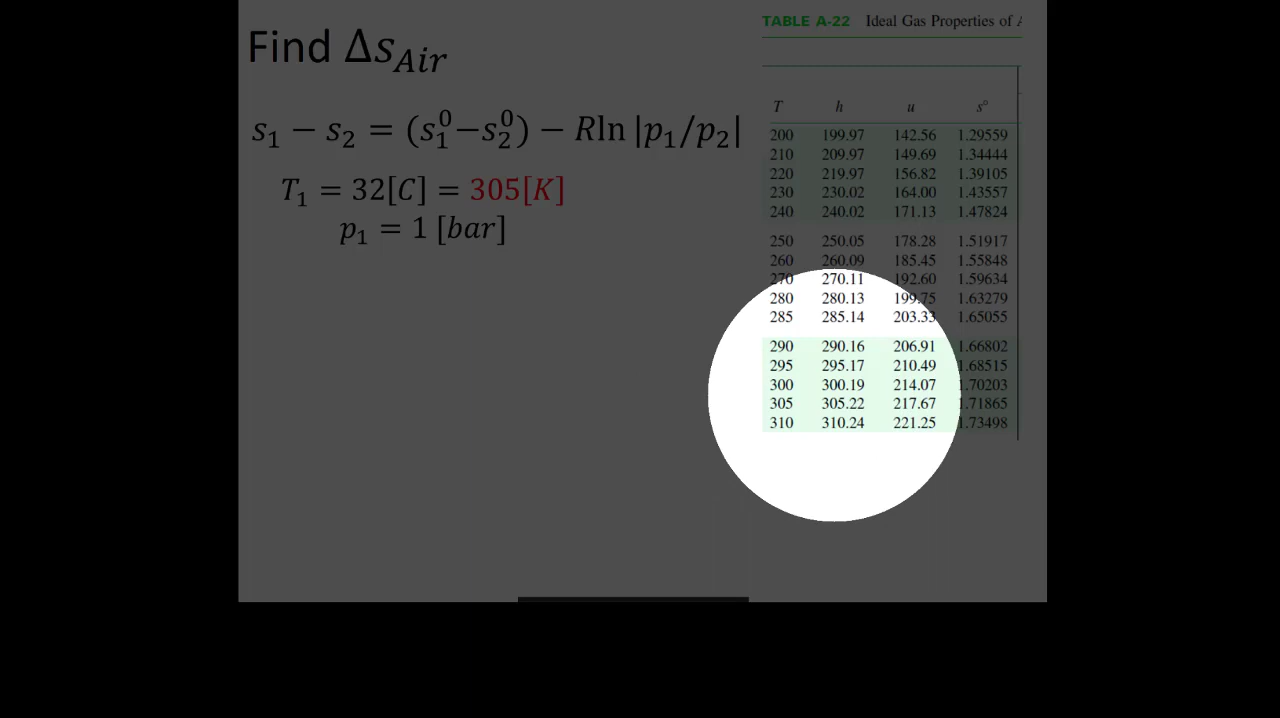 Find ΔsAir
s₁ − s₂ = (s₁⁰−s₂⁰) − Rln |p₁/p₂|
T₁ = 32[C] = 305[K]
p₁ = 1 [bar]
TABLE A-22 Ideal Gas Properties of
T h u s°
200 199.97 142.56 1.29559
210 209.97 149.69 1.34444
220 219.97 156.82 1.39105
230 230.02 164.00 1.43557
240 240.02 171.13 1.47824
250 250.05 178.28 1.51917
260 260.09 185.45 1.55848
270 270.11 192.60 1.59634
280 280.13 199.75 1.63279
285 285.14 203.33 1.65055
290 290.16 206.91 1.66802
295 295.17 210.49 1.68515
300 300.19 214.07 1.70203
305 305.22 217.67 1.71865
310 310.24 221.25 1.73498